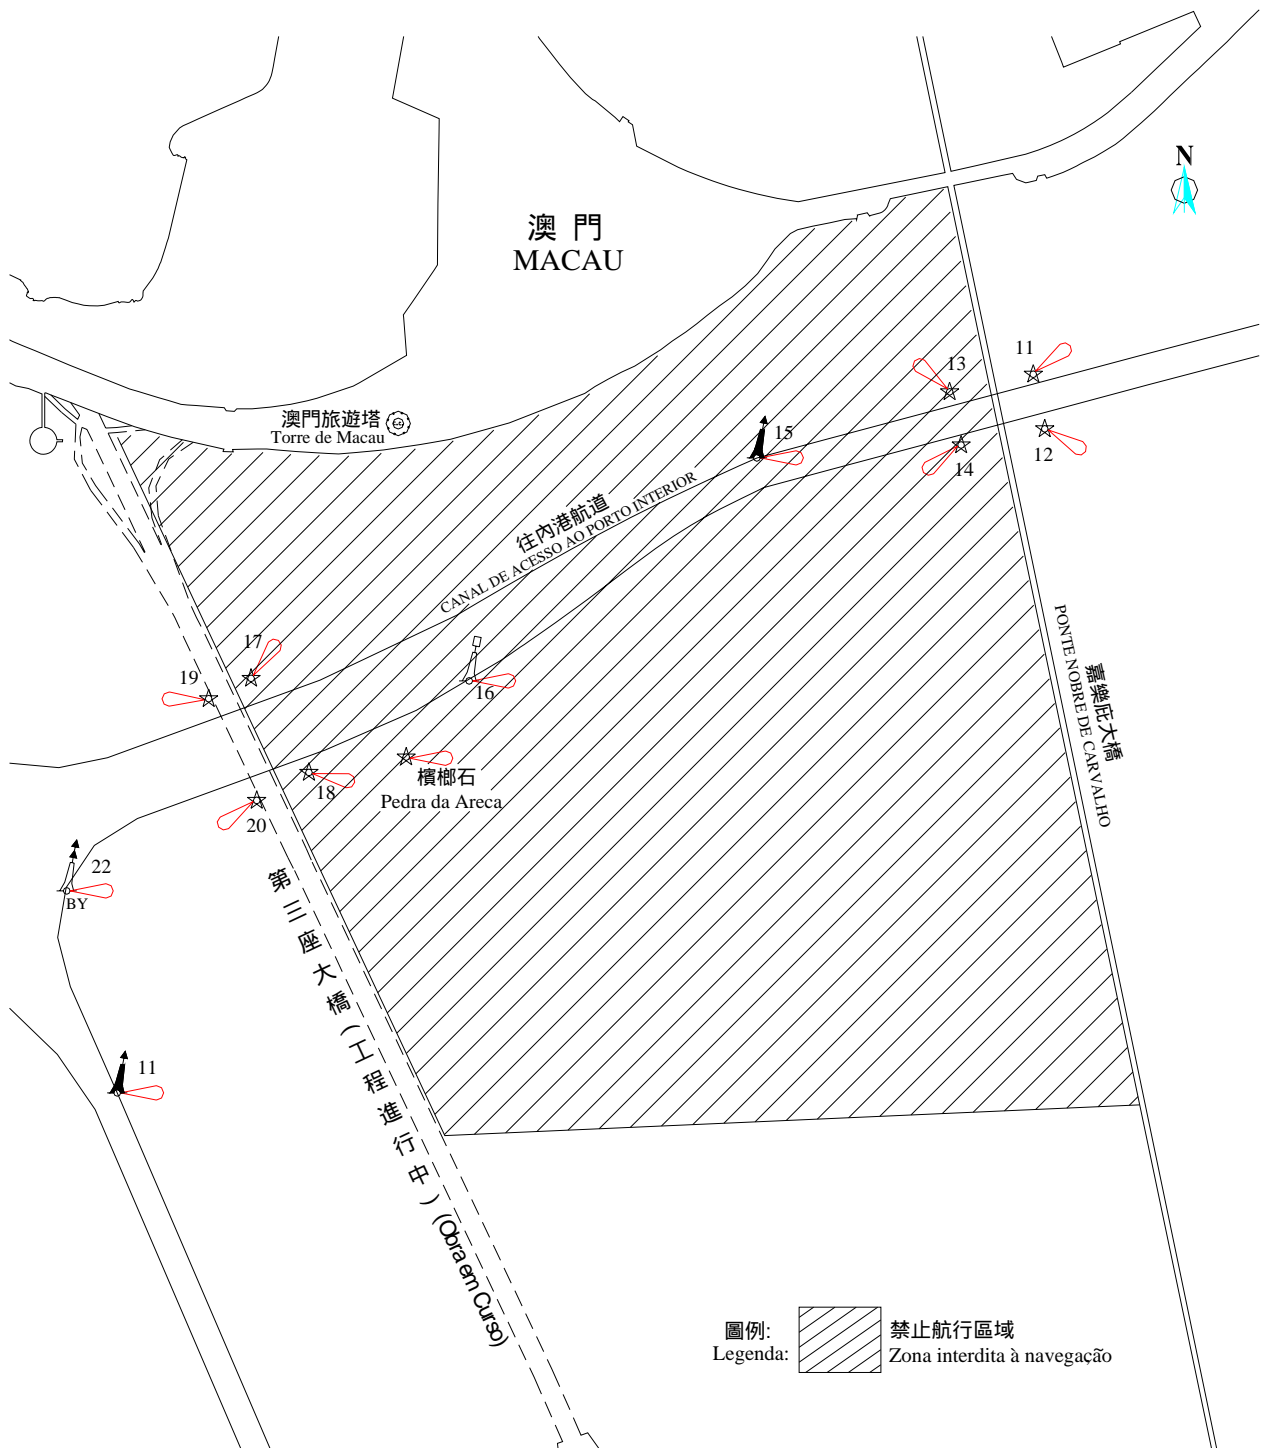 N
澳 門
MACAU
11
13
澳門旅遊塔
Torre de Macau
15
12
14
往內港航道
CANAL DE ACESSO AO PORTO INTERIOR
17
19
16
PONTE NOBRE DE CARVALHO
嘉樂庇大橋
檳榔石
Pedra da Areca
18
20
22
BY
第三座大橋(工程進行中) (Obra em Curso)
11
圖例:
Legenda:
禁止航行區域
Zona interdita à navegação